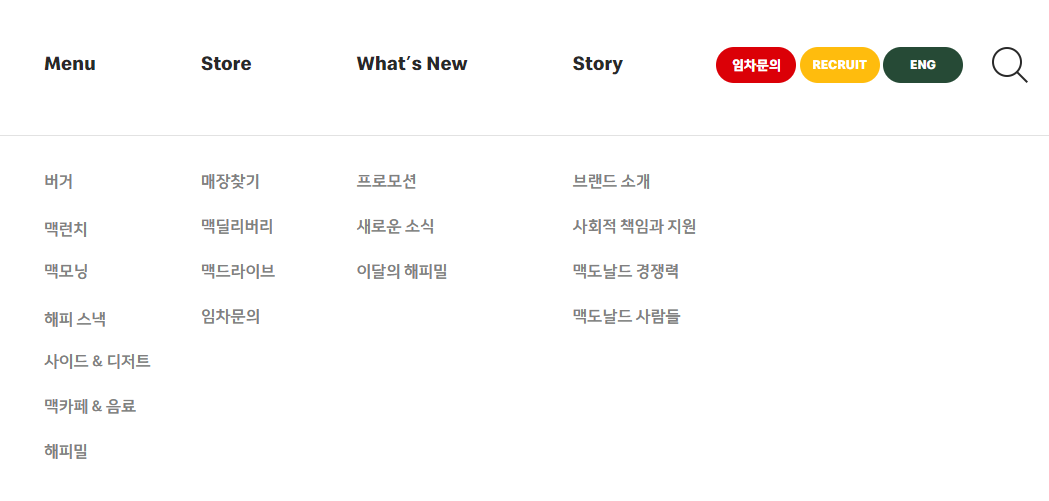 Menu
Store
What's New
Story
임차문의
RECRUIT
ENG
버거
맥런치
맥모닝
해피 스낵
사이드 & 디저트
맥카페 & 음료
해피밀
매장찾기
맥딜리버리
맥드라이브
임차문의
프로모션
새로운 소식
이달의 해피밀
브랜드 소개
사회적 책임과 지원
맥도날드 경쟁력
맥도날드 사람들